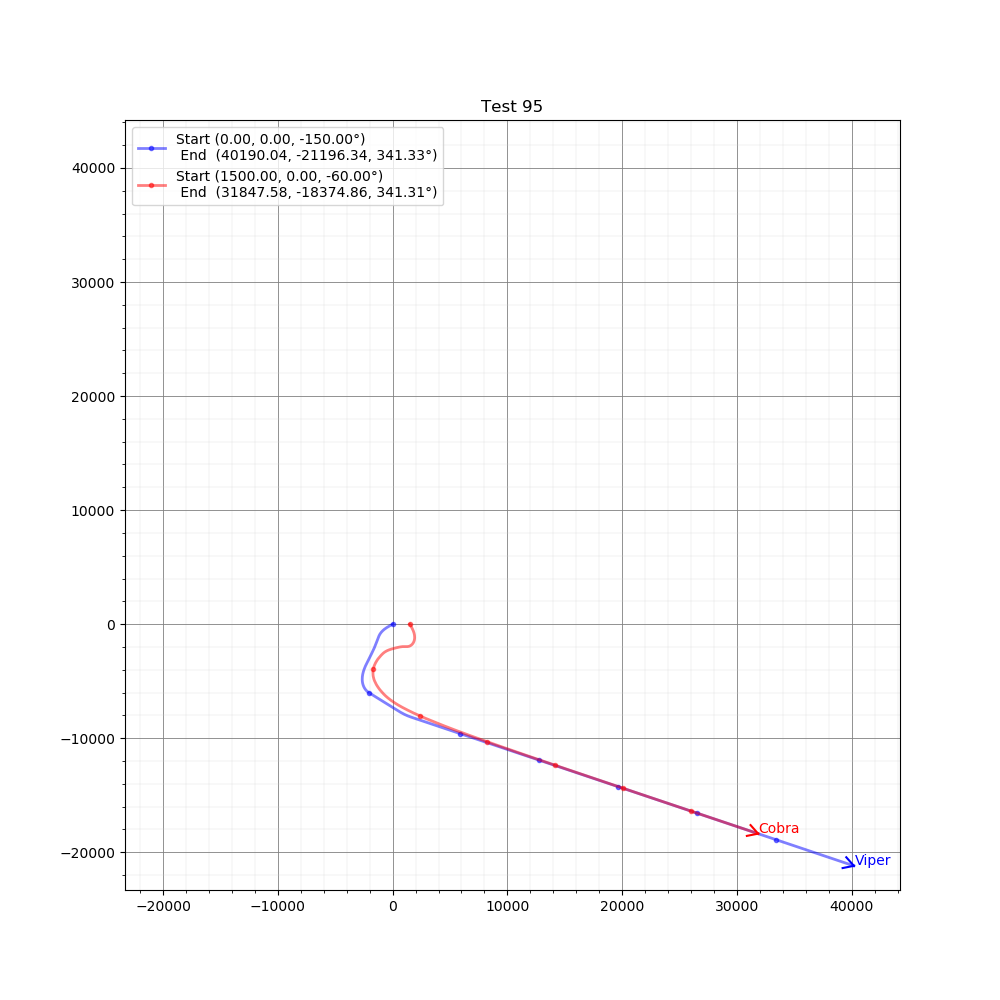 Test 95
Start (0.00, 0.00, -150.00°)
End  (40190.04, -21196.34, 341.33°)
Start (1500.00, 0.00, -60.00°)
End  (31847.58, -18374.86, 341.31°)
40000
30000
20000
10000
0
−10000
−20000
Cobra
Viper
−20000 −10000 0 10000 20000 30000 40000